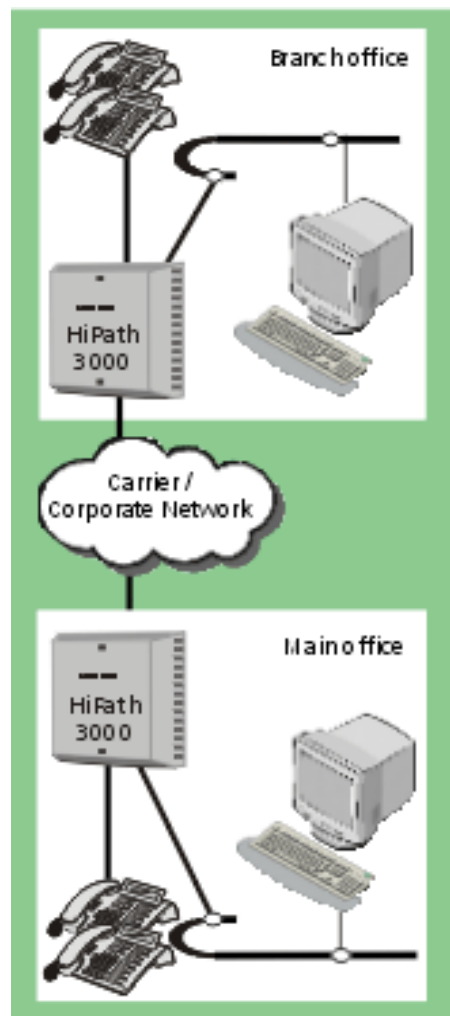 Branch office
HiPath
3000
Carrier /
Corporate Network
Main office
HiPath
3000